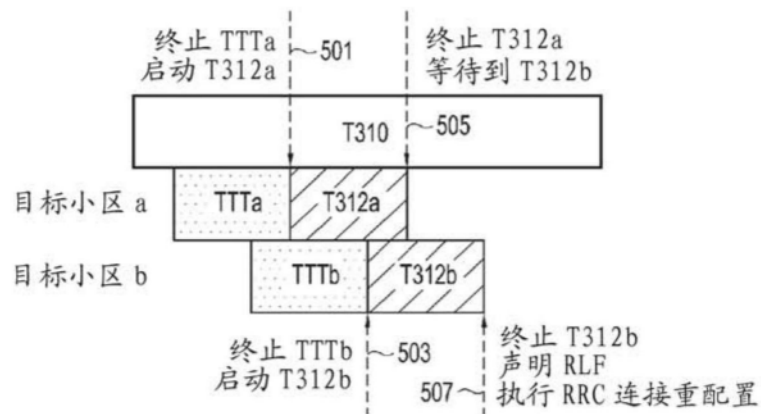 终止 TTTa
启动 T312a
501
终止 T312a
等待到 T312b
T310
505
目标小区 a
TTTa
T312a
目标小区 b
TTTb
T312b
终止 TTTb
启动 T312b
503
终止 T312b
声明 RLF
507
执行 RRC 连接重配置